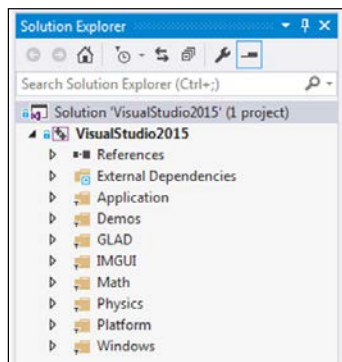 Solution Explorer
Search Solution Explorer (Ctrl+;)
Solution 'VisualStudio2015' (1 project)
VisualStudio2015
References
External Dependencies
Application
Demos
GLAD
IMGUI
Math
Physics
Platform
Windows